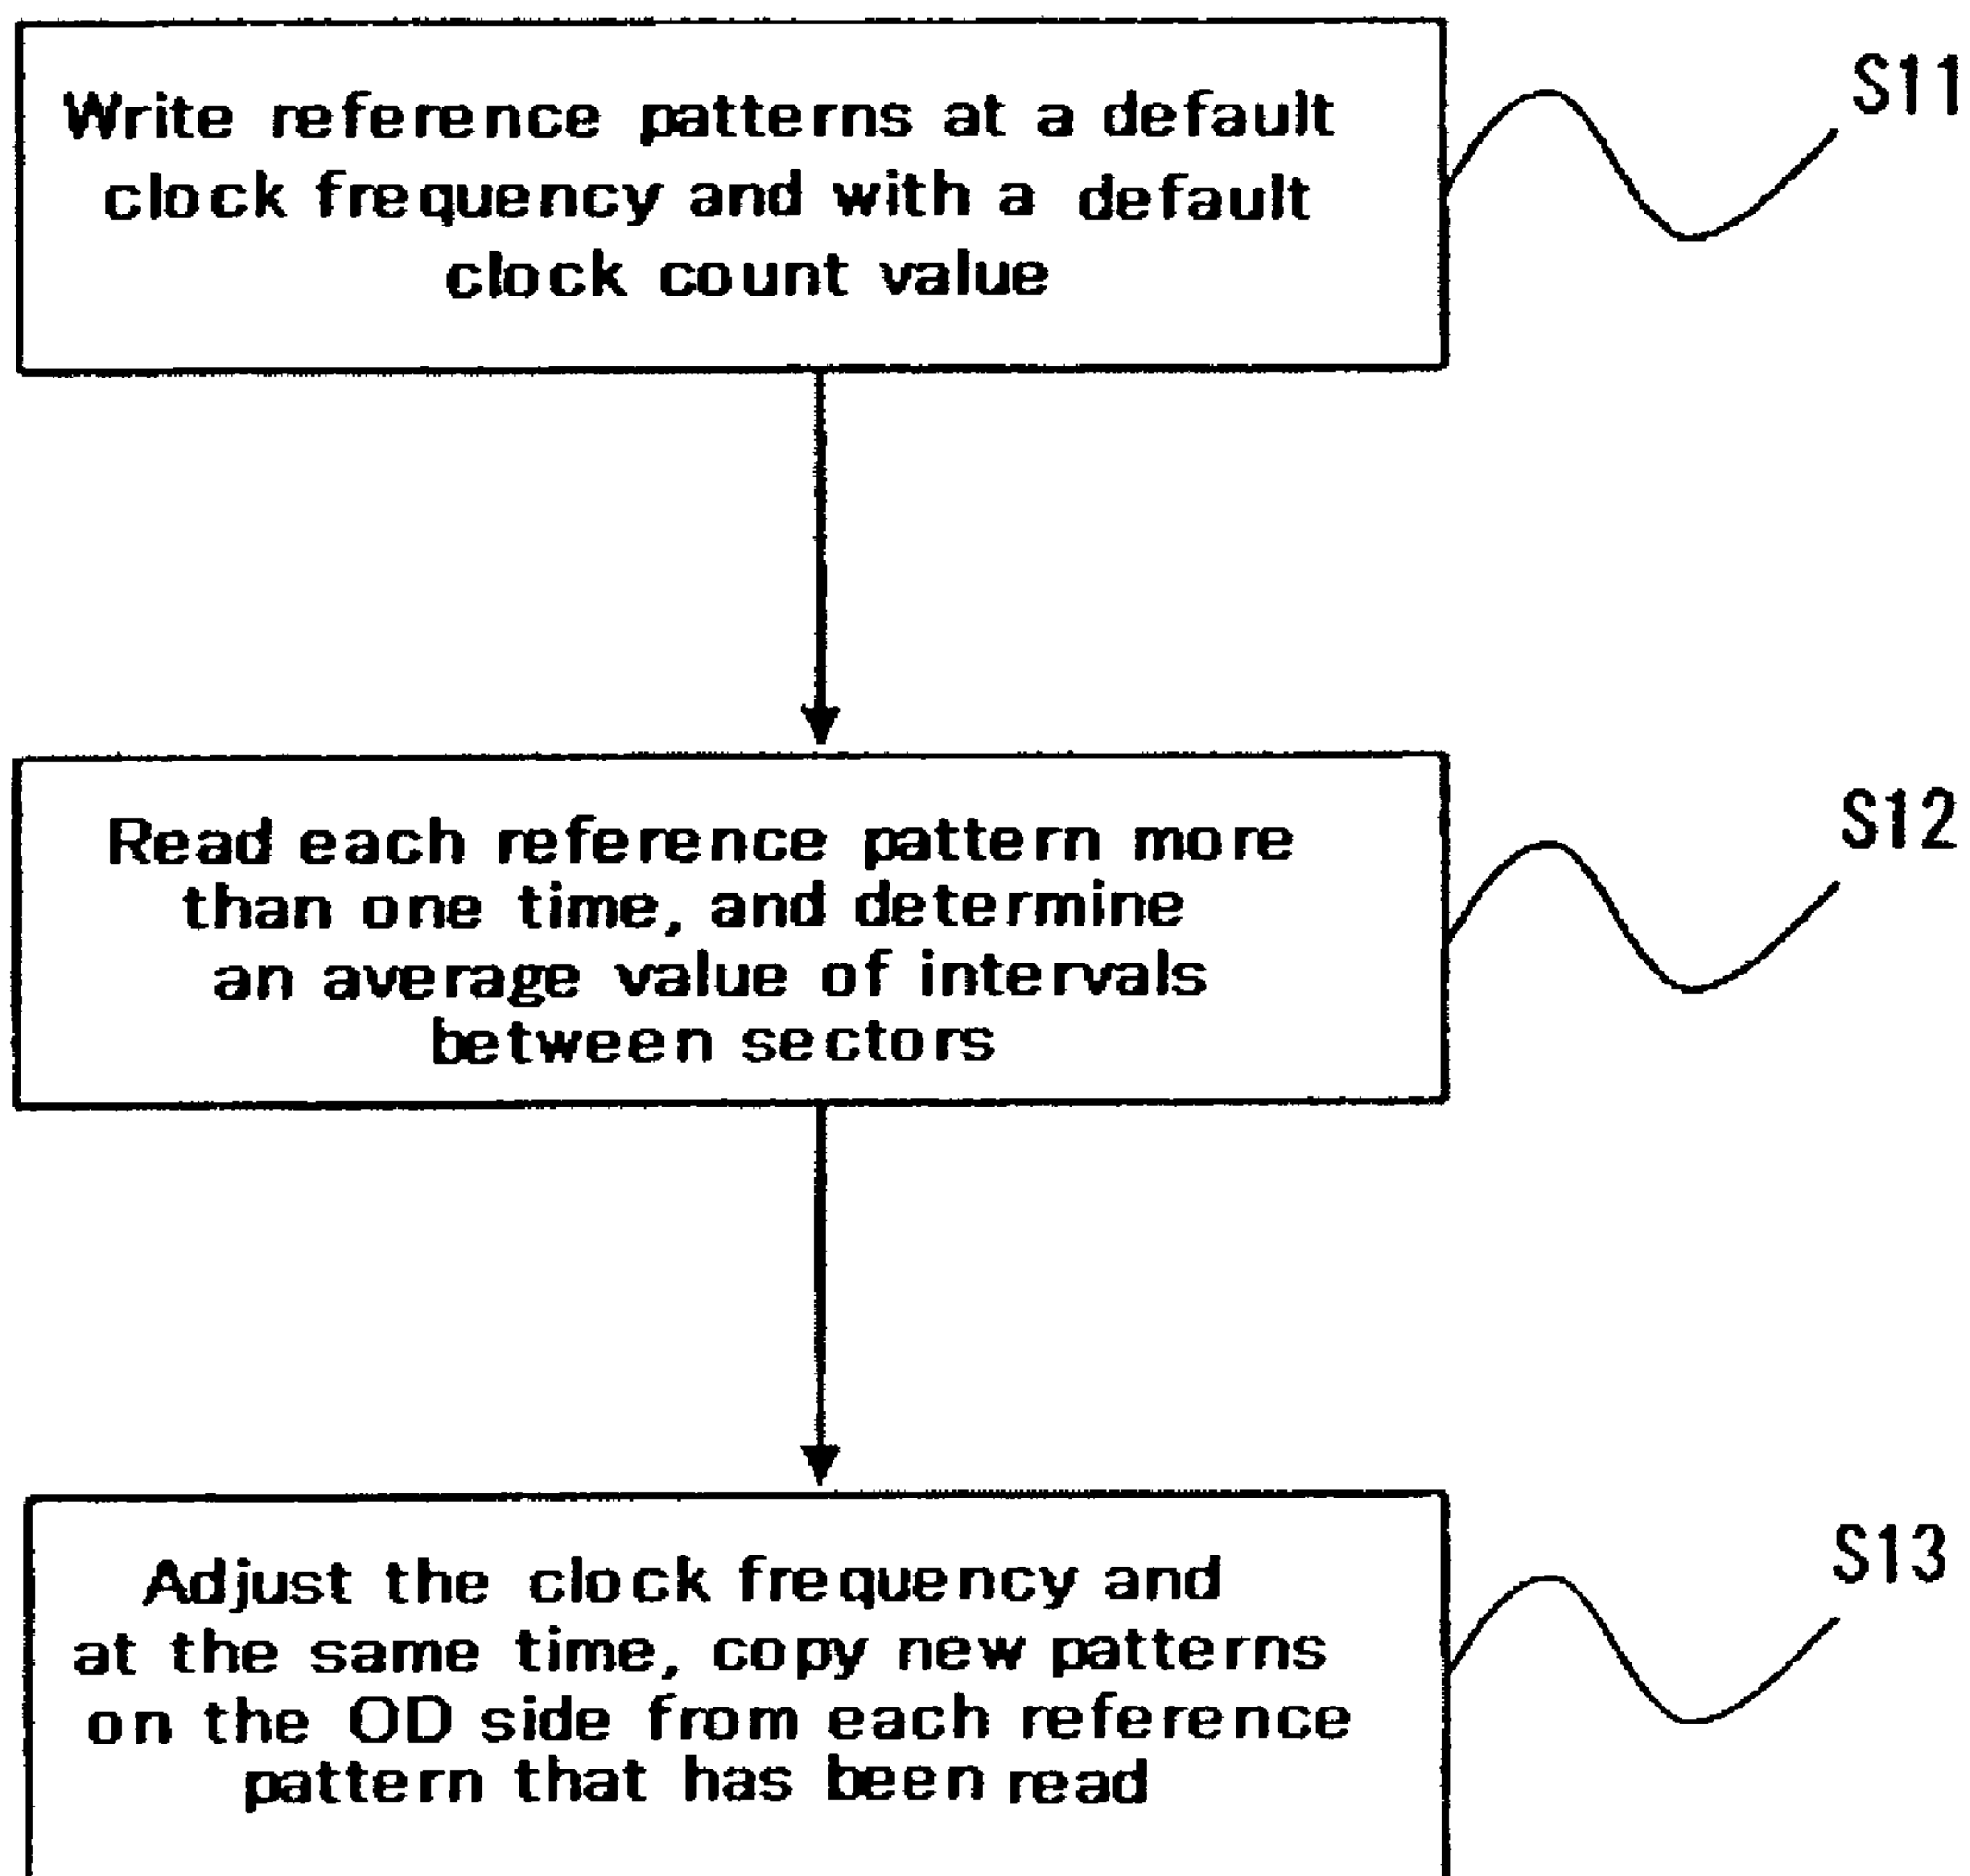 Write reference patterns at a default
clock frequency and with a default
clock count value
S11
Read each reference pattern more
than one time, and determine
an average value of intervals
between sectors
S12
Adjust the clock frequency and
at the same time, copy new patterns
on the OD side from each reference
pattern that has been read
S13